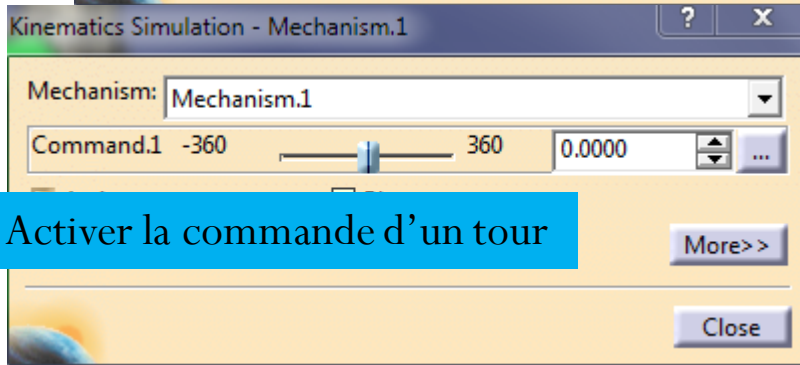 Kinematics Simulation - Mechanism.1 ? X
Mechanism: Mechanism.1
Command.1 -360 360 0.0000 ...
Activer la commande d’un tour
More>>
Close